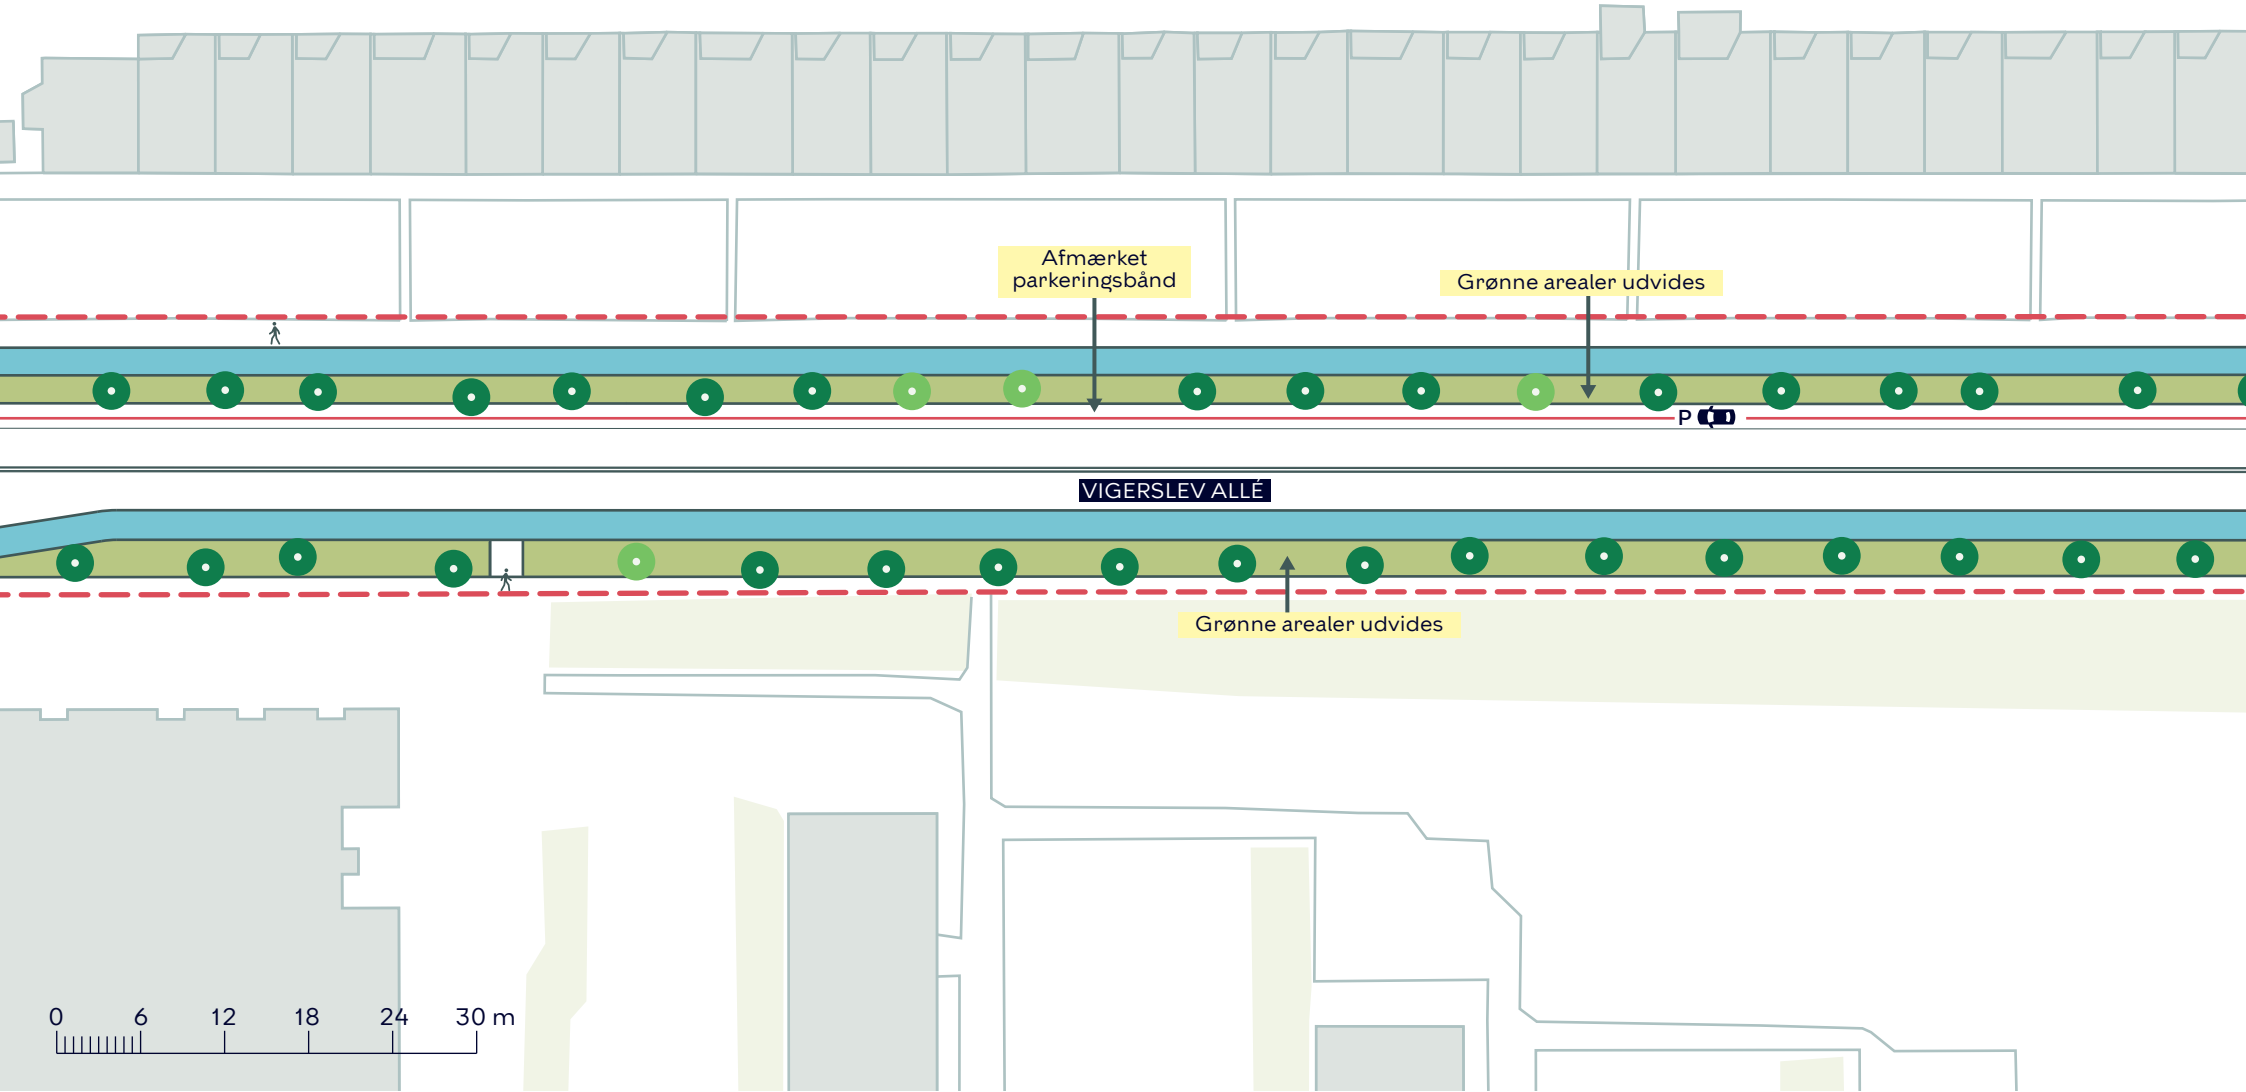 Afmærket
parkeringsbånd
Grønne arealer udvides
P
VIGERSLEV ALLÉ
Grønne arealer udvides
0 6 12 18 24 30 m